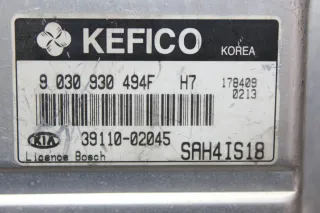 KEFICO KOREA
9 030 930 494F H7 178409
0213
KIA 39110-02045
Licence Bosch SAH4IS18